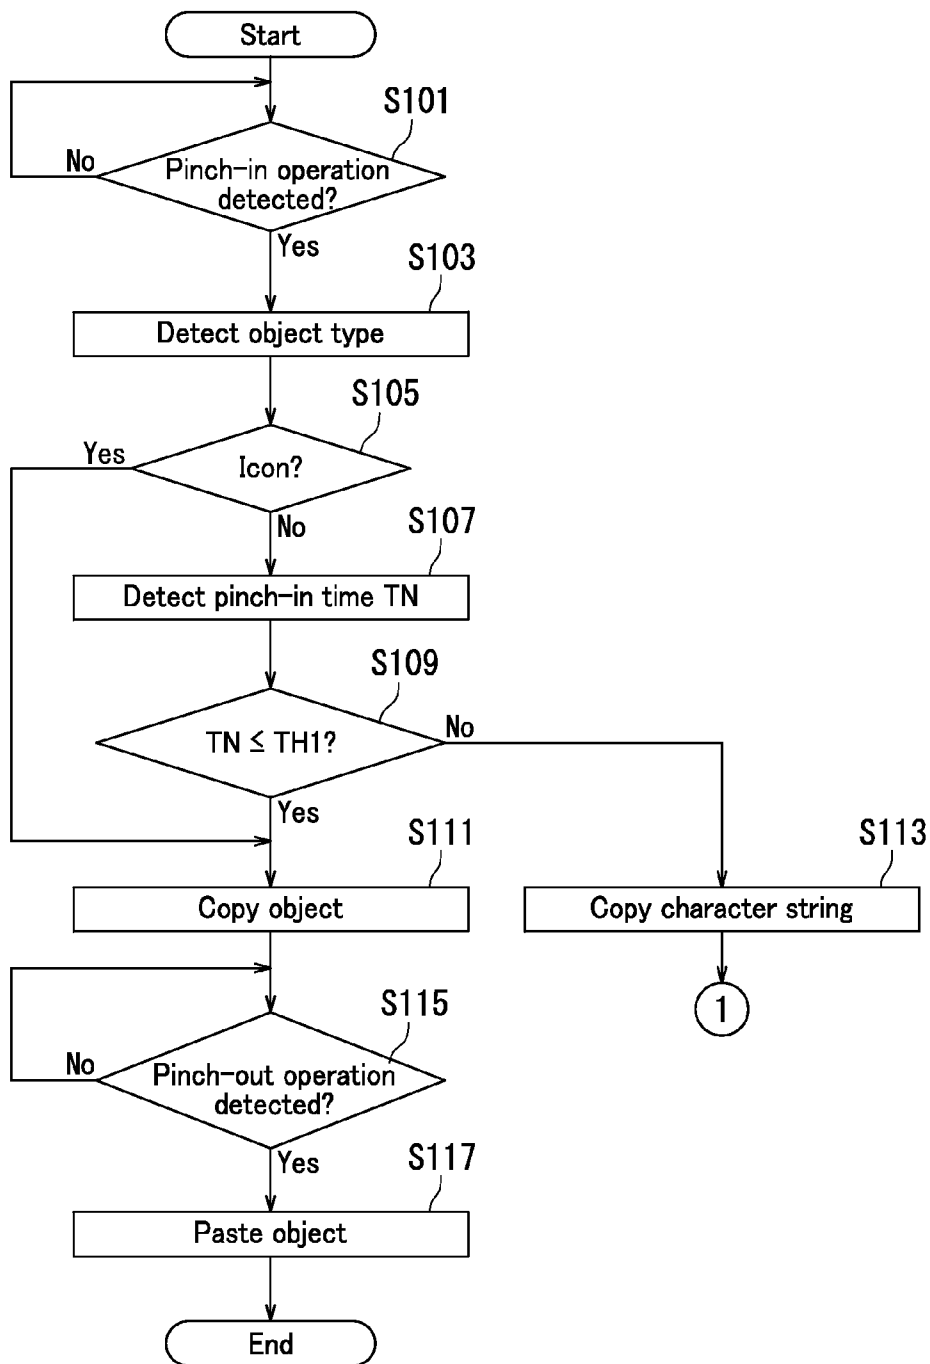 Start
S101
No
Pinch-in operation
detected?
Yes
S103
Detect object type
S105
Yes
Icon?
No
S107
Detect pinch-in time TN
S109
No
TN ≦ TH1?
Yes
S111
S113
Copy object
Copy character string
S115
1
No
Pinch-out operation
detected?
Yes
S117
Paste object
End